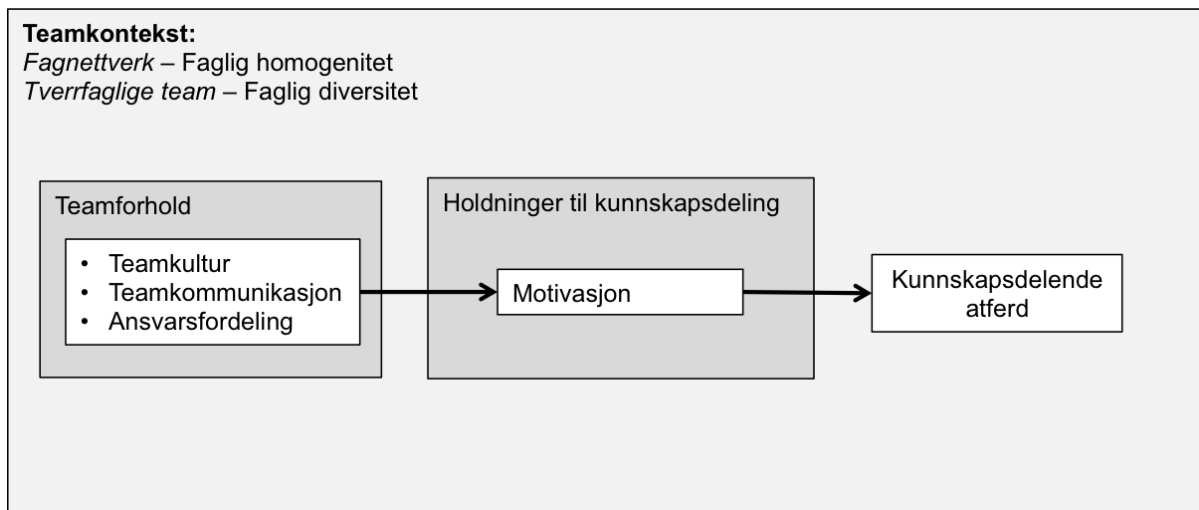 Teamkontekst:
Fagnettverk – Faglig homogenitet
Tverrfaglige team – Faglig diversitet
Teamforhold
• Teamkultur
• Teamkommunikasjon
• Ansvarsfordeling
Holdninger til kunnskapsdeling
Motivasjon
Kunnskapsdelende
atferd